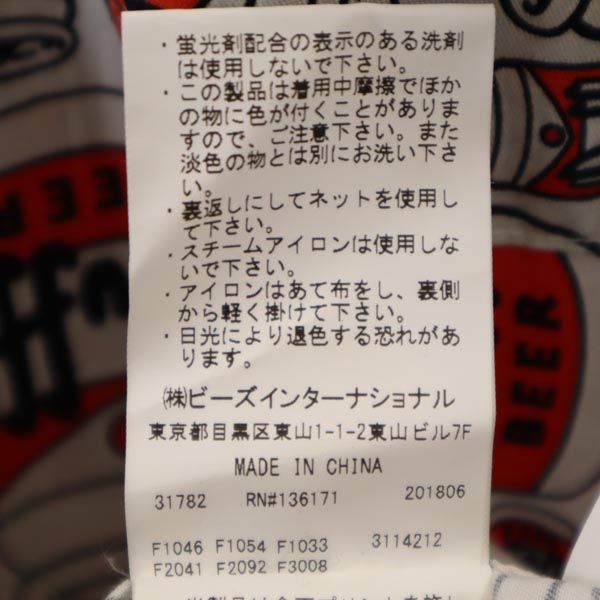 ・蛍光剤配合の表示のある洗剤
は使用しないで下さい。
・この製品は着用中摩擦でほか
の物に色が付くことがありま
すので、ご注意下さい。また
淡色の物とは別にお洗い下さ
い。
・裏返しにしてネットを使用し
て下さい。
・スチームアイロンは使用しな
いで下さい。
・アイロンはあて布をし、裏側
から軽く掛けて下さい。
・日光により退色する恐れがあ
ります。
㈱ビーズインターナショナル
東京都目黒区東山1-1-2東山ビル7F
MADE IN CHINA
31782 RN#136171 201806
F1046 F1054 F1033 3114212
F2041 F2092 F3008
BEER